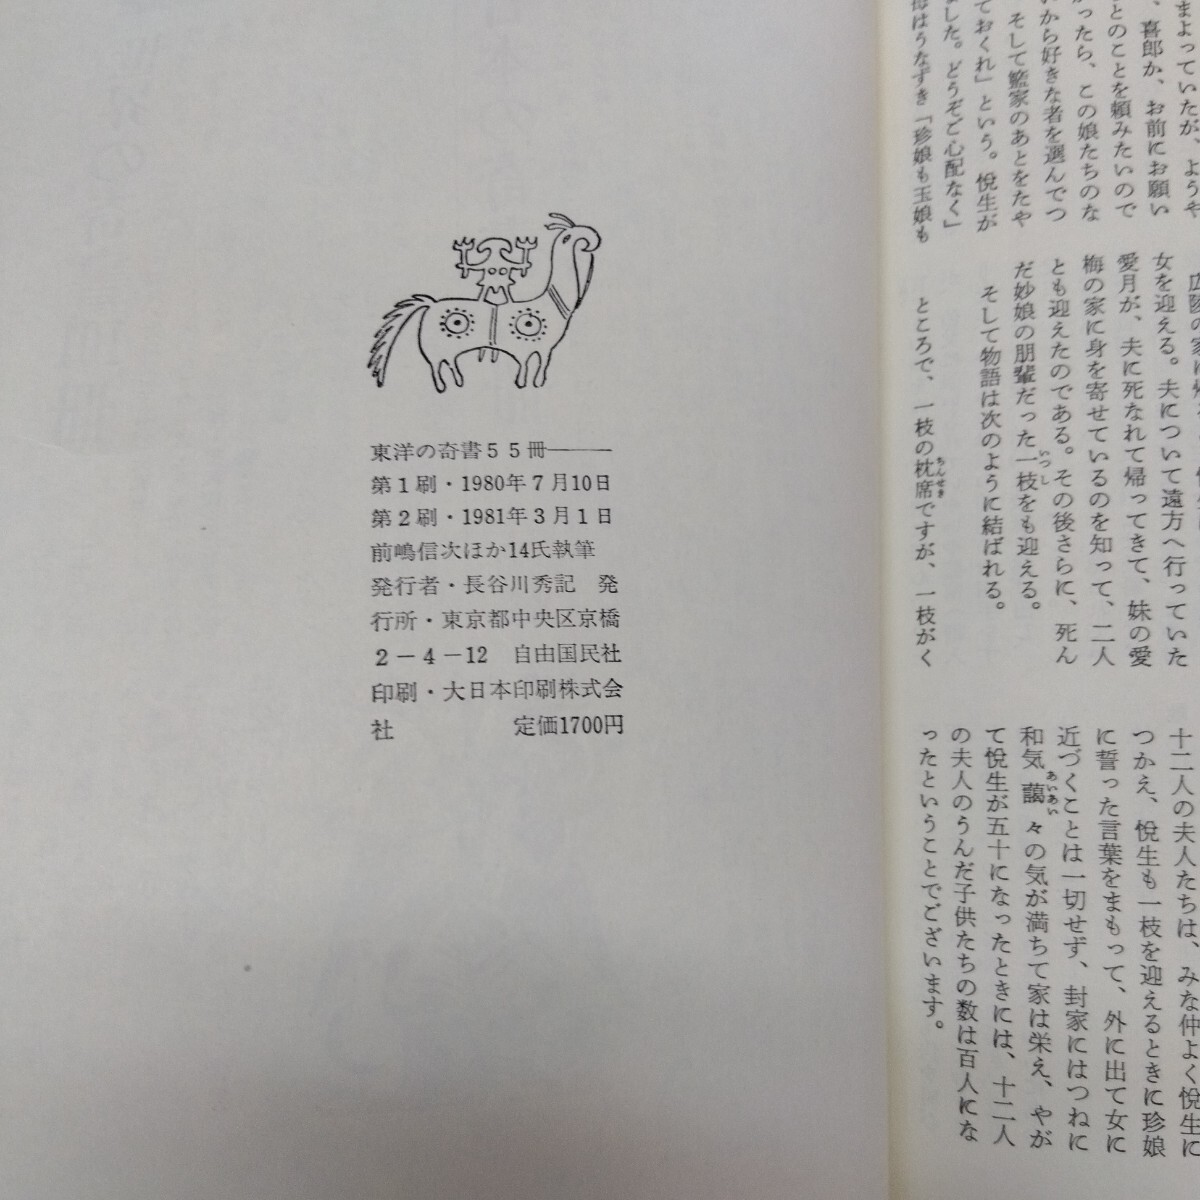 まよっていたが、ようや
、喜郎か、お前にお願い
とのことを頼みたいので
かったら、この娘たちのな
いから好きな者を選んでつ
そして籃家のあとをたや
ておくれ」という。悦生が
ました。どうぞご心配なく」
母はうなずき「珍娘も玉娘も
女を迎える。夫について遠方へ行っていた
愛月が、夫に死なれて帰ってきて、妹の愛
梅の家に身を寄せているのを知って、二人
とも迎えたのである。その後さらに、死ん
だ妙娘の朋輩だった一枝をも迎える。
そして物語は次のように結ばれる。
ところで、一枝の枕席ですが、一枝がく
十二人の夫人たちは、みな仲よく悦生に
つかえ、悦生も一枝を迎えるときに珍娘
に誓った言葉をまもって、外に出て女に
近づくことは一切せず、封家にはつねに
和気藹々の気が満ちて家は栄え、やが
て悦生が五十になったときには、十二人
の夫人のうんだ子供たちの数は百人にな
ったということでございます。
東洋の奇書55冊―――
第1刷・1980年7月10日
第2刷・1981年3月1日
前嶋信次ほか14氏執筆
発行者・長谷川秀記　発
行所・東京都中央区京橋
2－4－12　自由国民社
印刷・大日本印刷株式会
社　定価1700円